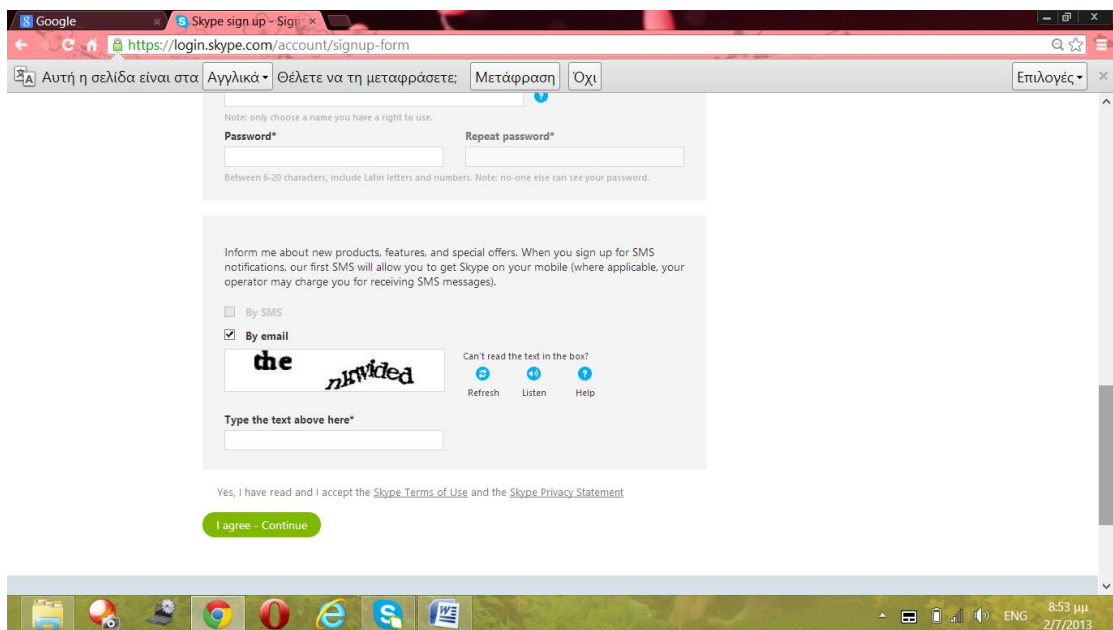 Google
Skype sign up - Sign
https://login.skype.com/account/signup-form
Αυτή η σελίδα είναι στα Αγγλικά Θέλετε να τη μεταφράσετε; Μετάφραση Όχι Επιλογές
Note: only choose a name you have a right to use.
Password* Repeat password*
Between 6-20 characters, include Latin letters and numbers. Note: no-one else can see your password.
Inform me about new products, features, and special offers. When you sign up for SMS
notifications, our first SMS will allow you to get Skype on your mobile (where applicable, your
operator may charge you for receiving SMS messages).
By SMS
By email
the
Can't read the text in the box?
Refresh Listen Help
Type the text above here*
Yes, I have read and I accept the Skype Terms of Use and the Skype Privacy Statement
I agree - Continue
ENG
8:53 μμ
2/7/2013